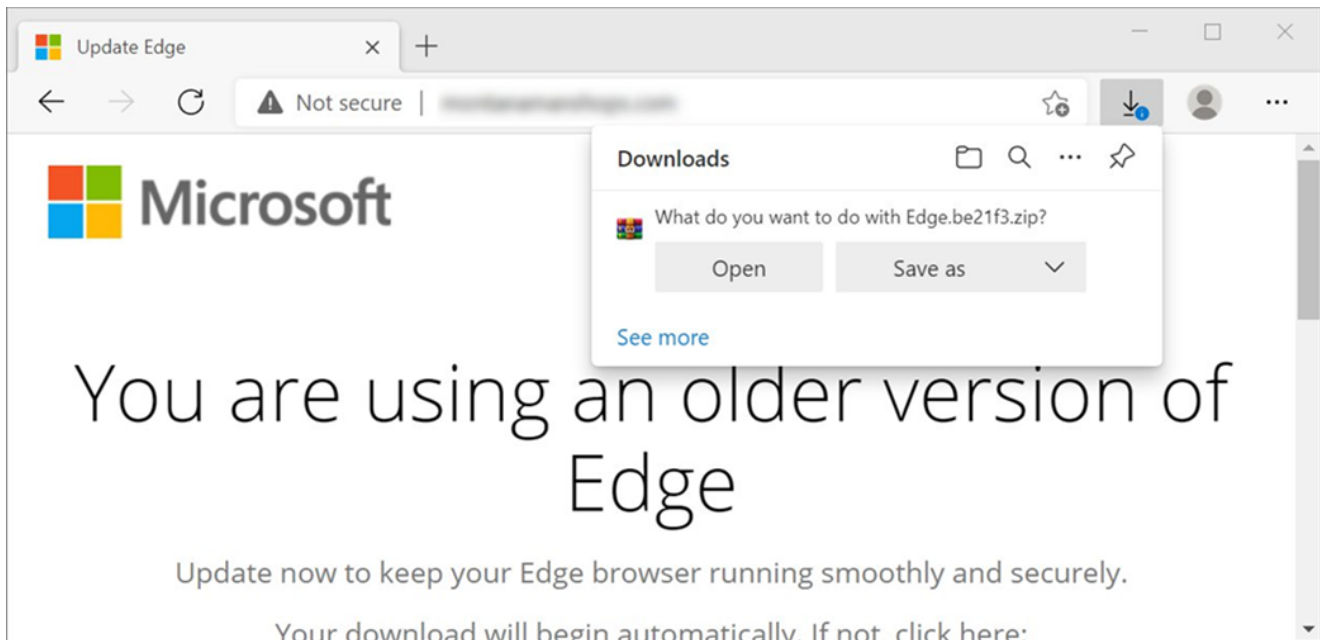 Update Edge
Not secure
Downloads
What do you want to do with Edge.be21f3.zip?
Open Save as
See more
Microsoft
You are using an older version of
Edge
Update now to keep your Edge browser running smoothly and securely.
Your download will begin automatically. If not, click here: